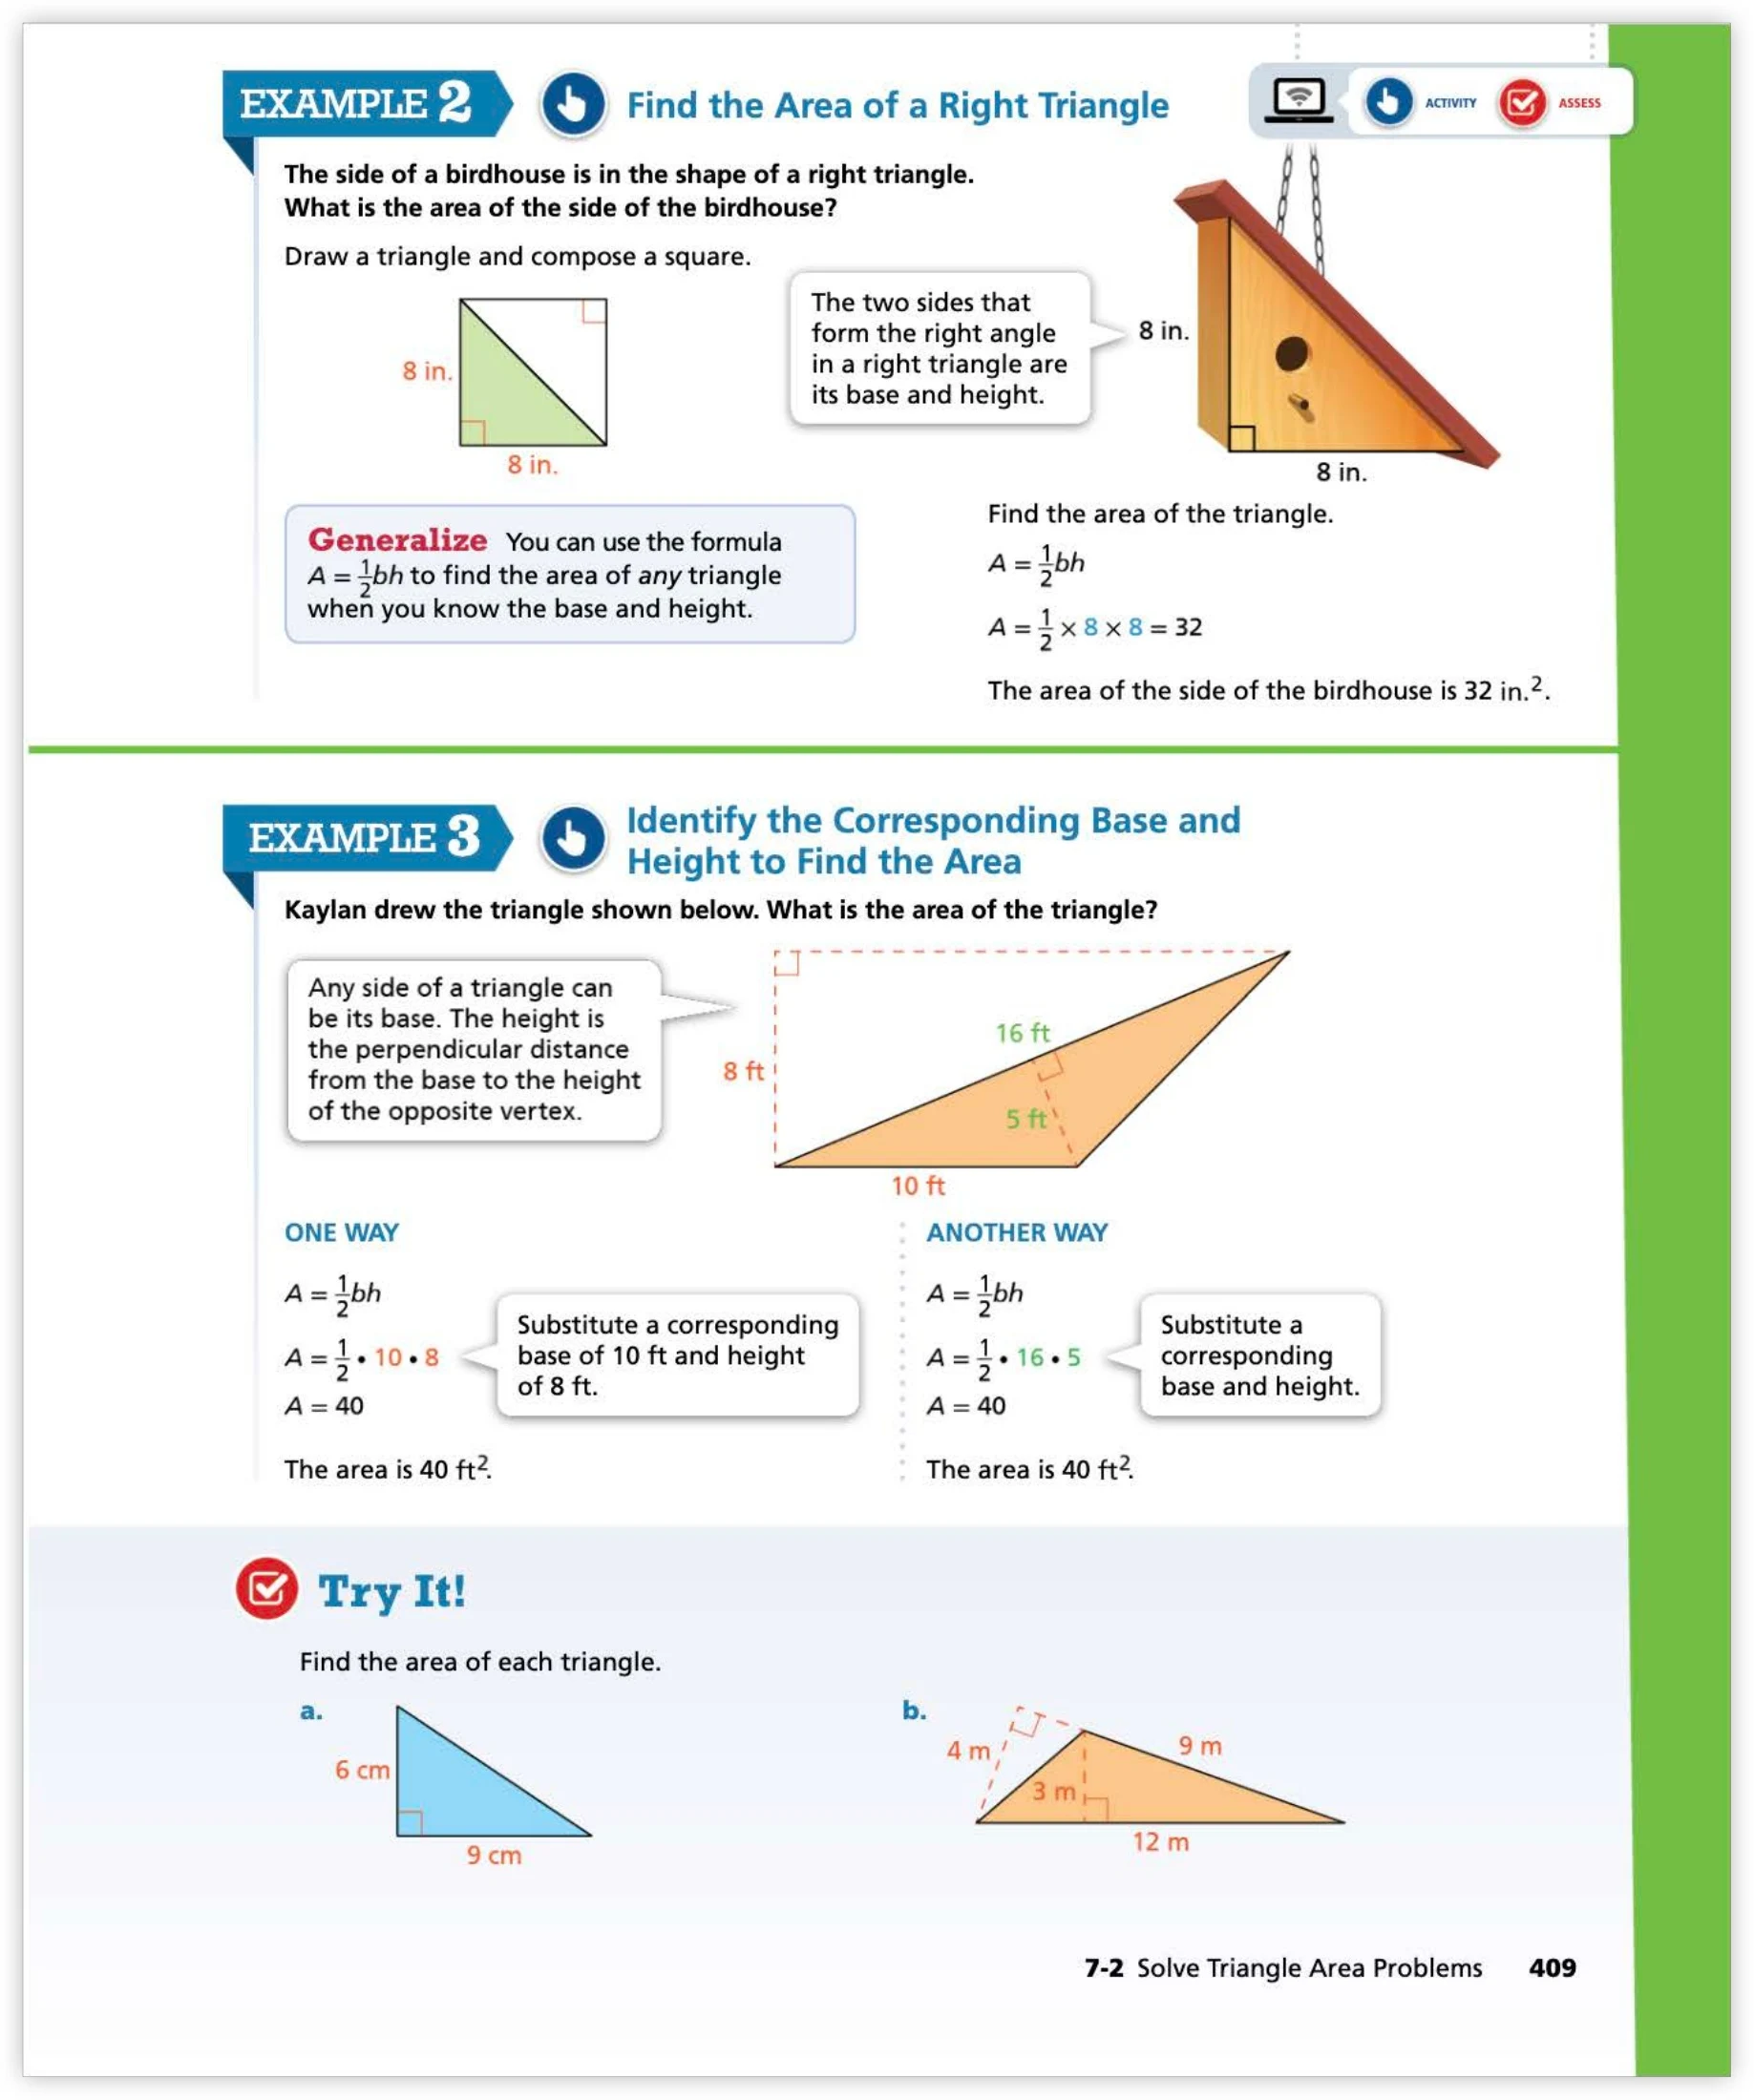 EXAMPLE 2
Find the Area of a Right Triangle
ACTIVITY
ASSESS
The side of a birdhouse is in the shape of a right triangle.
What is the area of the side of the birdhouse?
Draw a triangle and compose a square.
8 in.
8 in.
The two sides that
form the right angle
in a right triangle are
its base and height.
8 in.
8 in.
Generalize You can use the formula
A = 1/2 bh to find the area of any triangle
when you know the base and height.
Find the area of the triangle.
A = 1/2 bh
A = 1/2 × 8 × 8 = 32
The area of the side of the birdhouse is 32 in.².
EXAMPLE 3
Identify the Corresponding Base and
Height to Find the Area
Kaylan drew the triangle shown below. What is the area of the triangle?
Any side of a triangle can
be its base. The height is
the perpendicular distance
from the base to the height
of the opposite vertex.
16 ft
8 ft
5 ft
10 ft
ONE WAY
A = 1/2 bh
A = 1/2 • 10 • 8
A = 40
Substitute a corresponding
base of 10 ft and height
of 8 ft.
The area is 40 ft².
ANOTHER WAY
A = 1/2 bh
A = 1/2 • 16 • 5
A = 40
Substitute a
corresponding
base and height.
The area is 40 ft².
Try It!
Find the area of each triangle.
a.
6 cm
9 cm
b.
4 m
9 m
3 m
12 m
7-2 Solve Triangle Area Problems 409